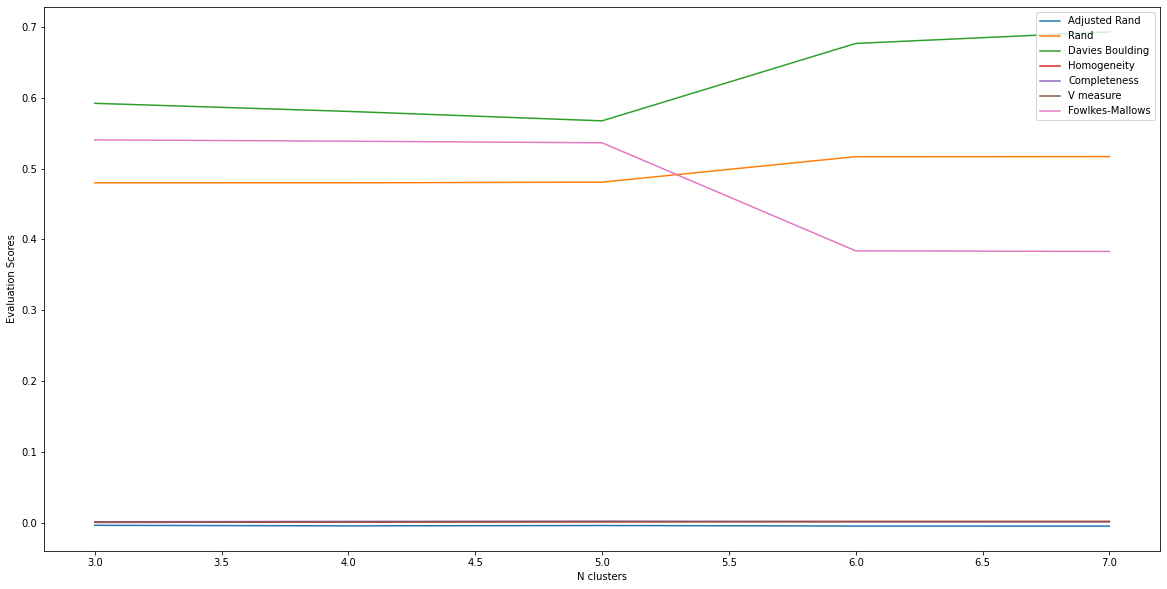 Adjusted Rand
Rand
Davies Boulding
Homogeneity
Completeness
V measure
Fowlkes-Mallows
0.7
0.6
0.5
0.4
0.3
0.2
0.1
0.0
Evaluation Scores
3.0 3.5 4.0 4.5 5.0 5.5 6.0 6.5 7.0
N clusters